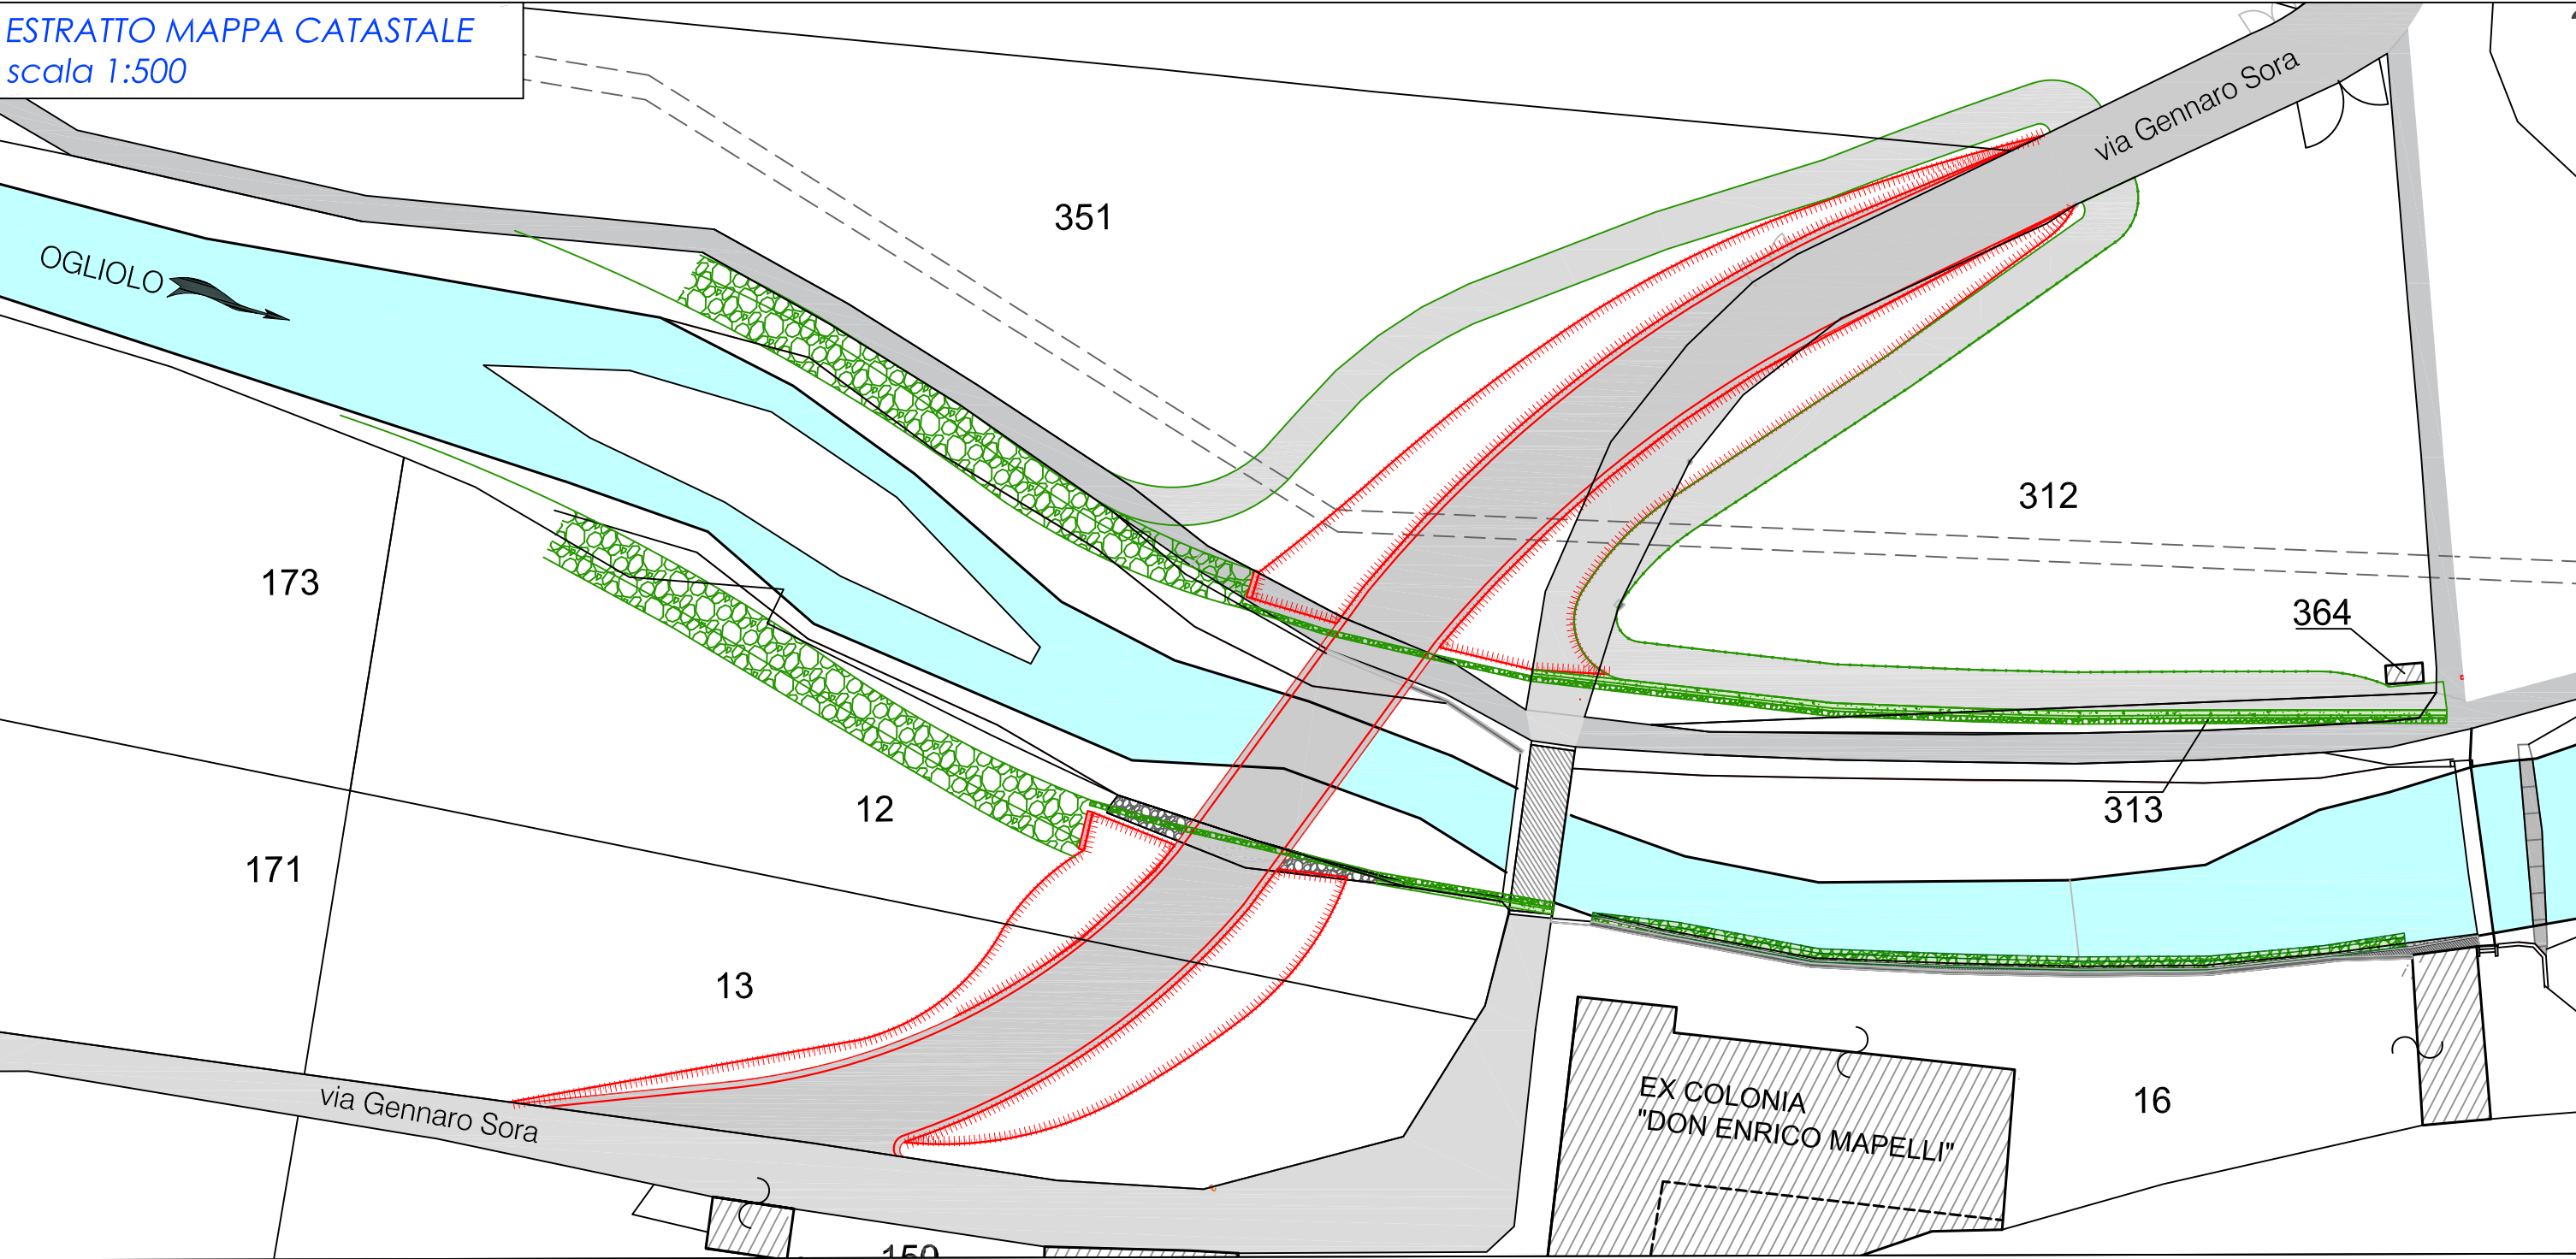 ESTRATTO MAPPA CATASTALE
scala 1:500
via Gennaro Sora
351
OGLIOLO
312
173
364
12
313
171
13
EX COLONIA
"DON ENRICO MAPELLI"
16
via Gennaro Sora